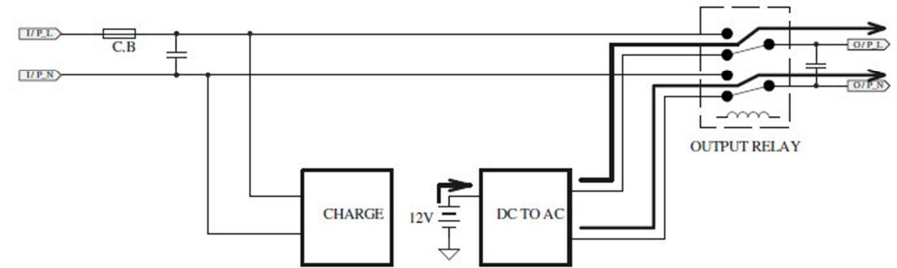 I/P_L
C.B
O/P_L
I/P_N
O/P_N
OUTPUT RELAY
CHARGE
12V
DC TO AC